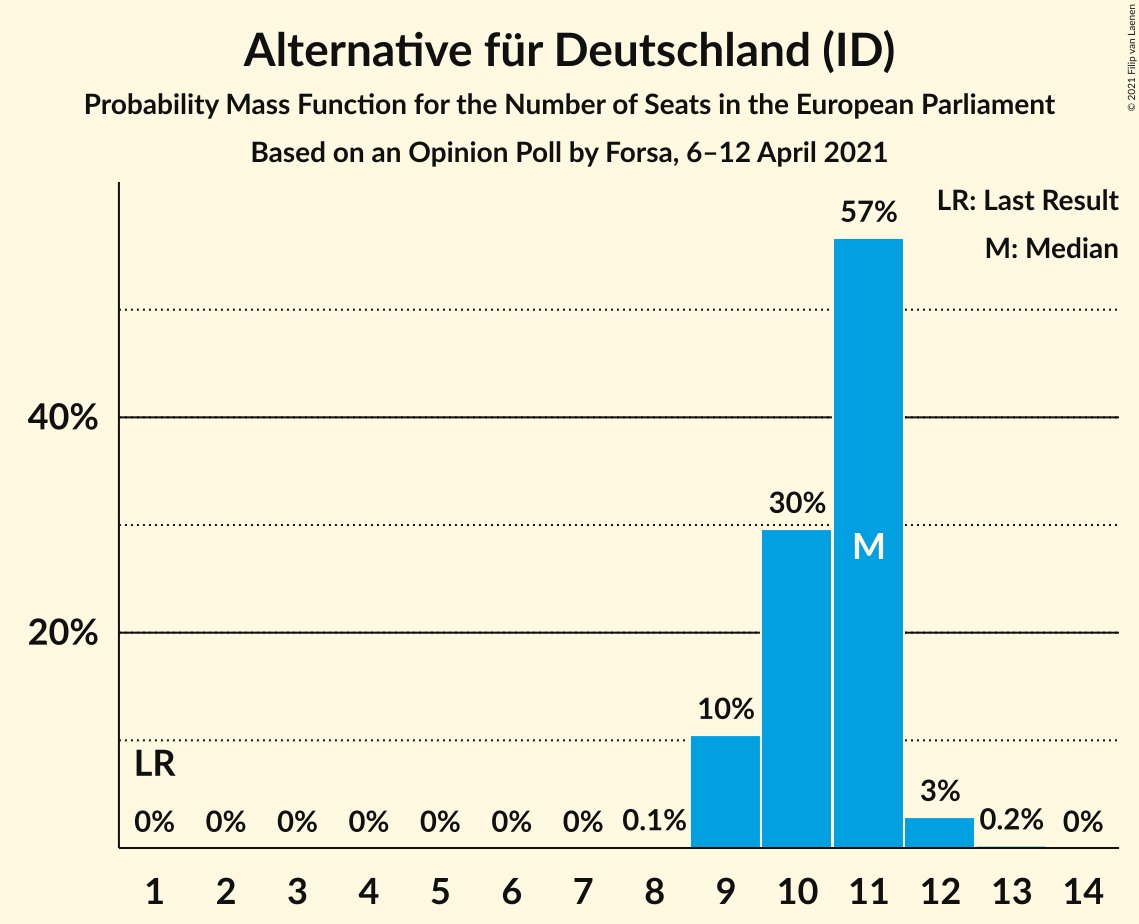 Alternative für Deutschland (ID)
Probability Mass Function for the Number of Seats in the European Parliament
Based on an Opinion Poll by Forsa, 6–12 April 2021
© 2021 Filip van Laenen
LR: Last Result
M: Median
57%
40%
30%
M
20%
10%
LR
3%
0% 0% 0% 0% 0% 0% 0% 0.1% 0.2% 0%
1 2 3 4 5 6 7 8 9 10 11 12 13 14